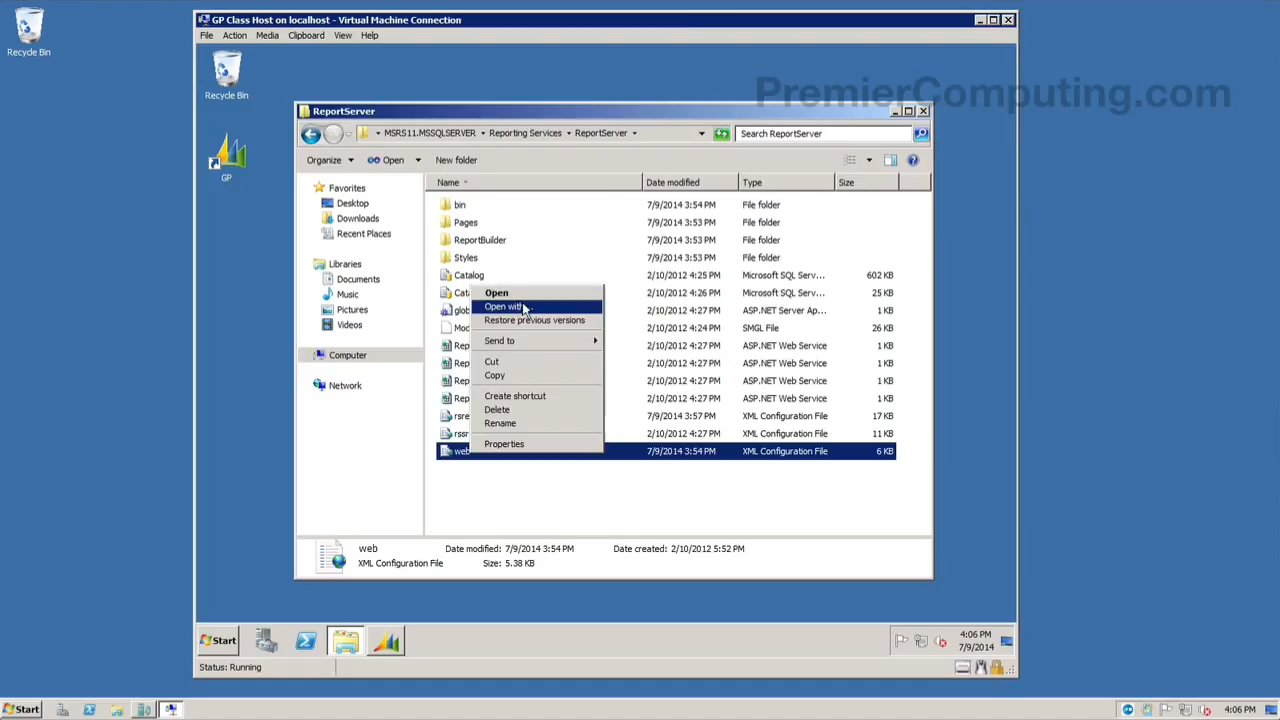 Recycle Bin
GP Class Host on localhost - Virtual Machine Connection
File Action Media Clipboard View Help
Recycle Bin
GP
PremierComputing.com
ReportServer
MSRS11.MSSQLSERVER Reporting Services ReportServer
Search ReportServer
Organize Open New folder
Favorites
Desktop
Downloads
Recent Places
Libraries
Documents
Music
Pictures
Videos
Computer
Network
Name Date modified Type Size
bin 7/9/2014 3:54 PM File folder
Pages 7/9/2014 3:53 PM File folder
ReportBuilder 7/9/2014 3:53 PM File folder
Styles 7/9/2014 3:53 PM File folder
Catalog 2/10/2012 4:25 PM Microsoft SQL Serv... 602 KB
Cat 2/10/2012 4:26 PM Microsoft SQL Serv... 25 KB
glob 2/10/2012 4:27 PM ASP.NET Server Ap... 1 KB
Mod 2/10/2012 4:24 PM SMGL File 26 KB
Rep 2/10/2012 4:27 PM ASP.NET Web Service 1 KB
Rep 2/10/2012 4:27 PM ASP.NET Web Service 1 KB
Rep 2/10/2012 4:27 PM ASP.NET Web Service 1 KB
Rep 2/10/2012 4:27 PM ASP.NET Web Service 1 KB
rsre 7/9/2014 3:57 PM XML Configuration File 17 KB
rssr 2/10/2012 4:27 PM XML Configuration File 11 KB
web 7/9/2014 3:54 PM XML Configuration File 6 KB
Open
Open with...
Restore previous versions
Send to
Cut
Copy
Create shortcut
Delete
Rename
Properties
web Date modified: 7/9/2014 3:54 PM Date created: 2/10/2012 5:52 PM
XML Configuration File Size: 5.38 KB
Start
4:06 PM
7/9/2014
Status: Running
Start
4:06 PM